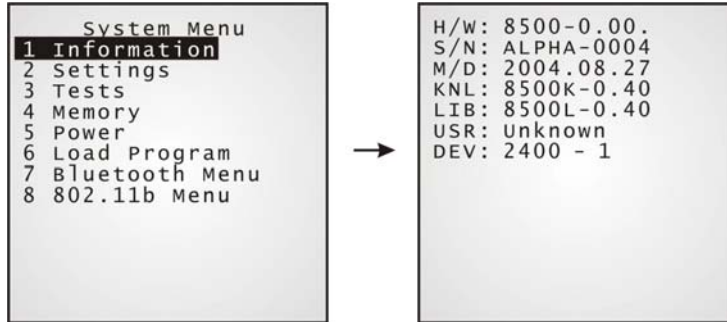 System Menu
1 Information
2 Settings
3 Tests
4 Memory
5 Power
6 Load Program
7 Bluetooth Menu
8 802.11b Menu
H/W: 8500-0.00.
S/N: ALPHA-0004
M/D: 2004.08.27
KNL: 8500K-0.40
LIB: 8500L-0.40
USR: Unknown
DEV: 2400 - 1